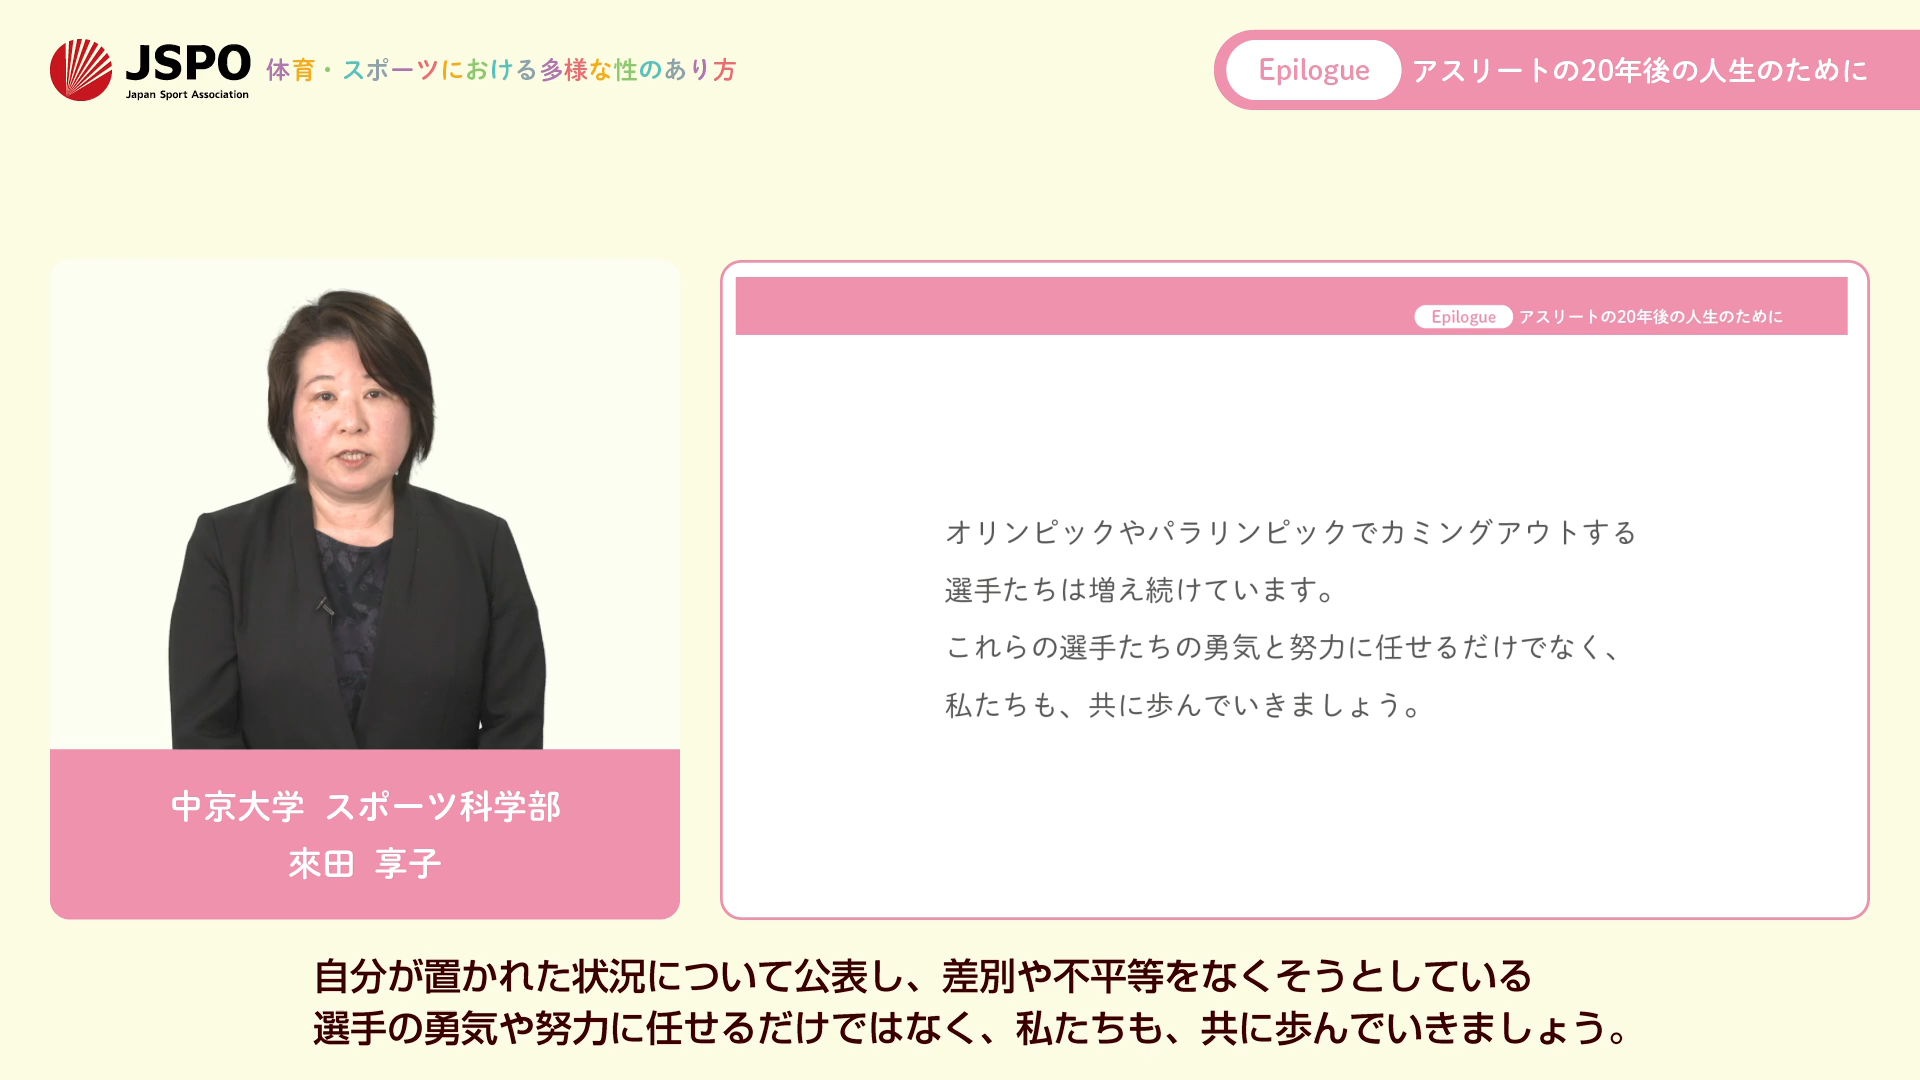 JSPO
Japan Sport Association
体育・スポーツにおける多様な性のあり方
Epilogue アスリートの20年後の人生のために
Epilogue アスリートの20年後の人生のために
オリンピックやパラリンピックでカミングアウトする
選手たちは増え続けています。
これらの選手たちの勇気と努力に任せるだけでなく、
私たちも、共に歩んでいきましょう。
中京大学 スポーツ科学部
來田 享子
自分が置かれた状況について公表し、差別や不平等をなくそうとしている
選手の勇気や努力に任せるだけではなく、私たちも、共に歩んでいきましょう。